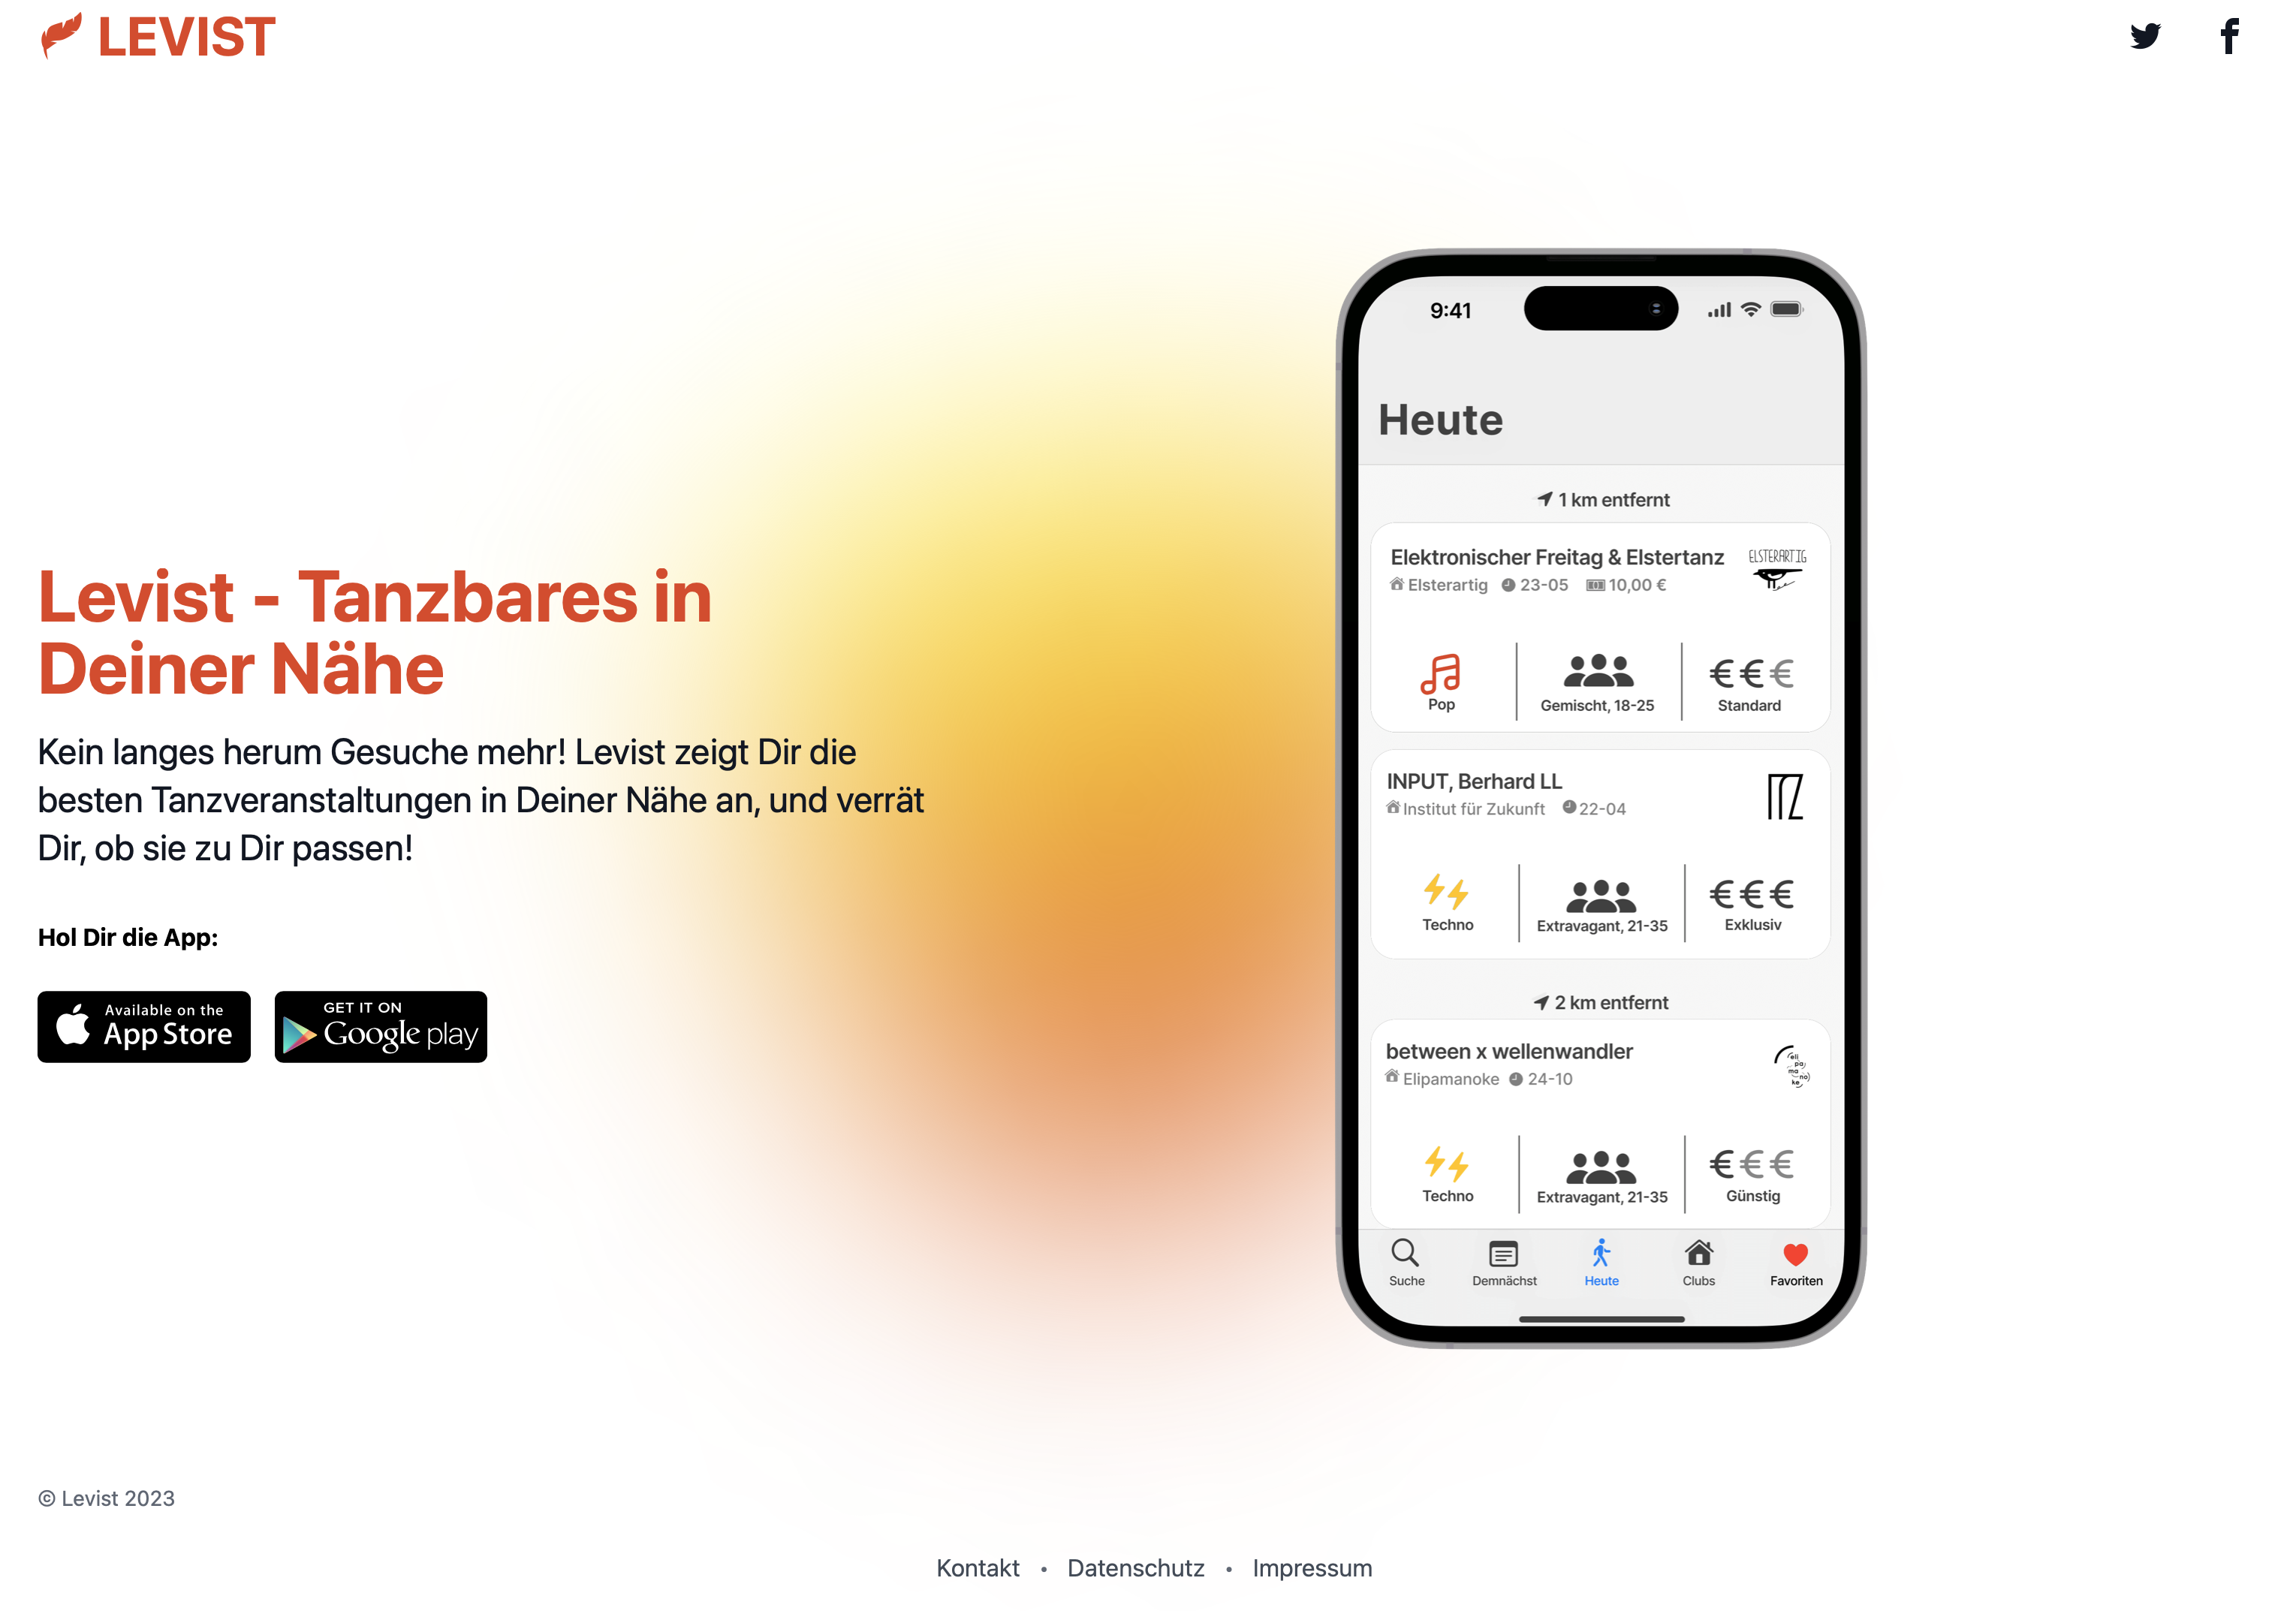 LEVIST
Levist - Tanzbares in
Deiner Nähe
Kein langes herum Gesuche mehr! Levist zeigt Dir die
besten Tanzveranstaltungen in Deiner Nähe an, und verrät
Dir, ob sie zu Dir passen!
Hol Dir die App:
Available on the
App Store
GET IT ON
Google play
9:41
Heute
1 km entfernt
Elektronischer Freitag & Elstertanz
ELSTERARTIG
Elsterartig 23-05 10,00 €
€€€
Pop Gemischt, 18-25 Standard
INPUT, Berhard LL
Institut für Zukunft 22-04
€€€
Techno Extravagant, 21-35 Exklusiv
2 km entfernt
between x wellenwandler
Elipamanoke 24-10
eli
pa
ma
no
ke
€€€
Techno Extravagant, 21-35 Günstig
Suche Demnächst Heute Clubs Favoriten
© Levist 2023
Kontakt • Datenschutz • Impressum